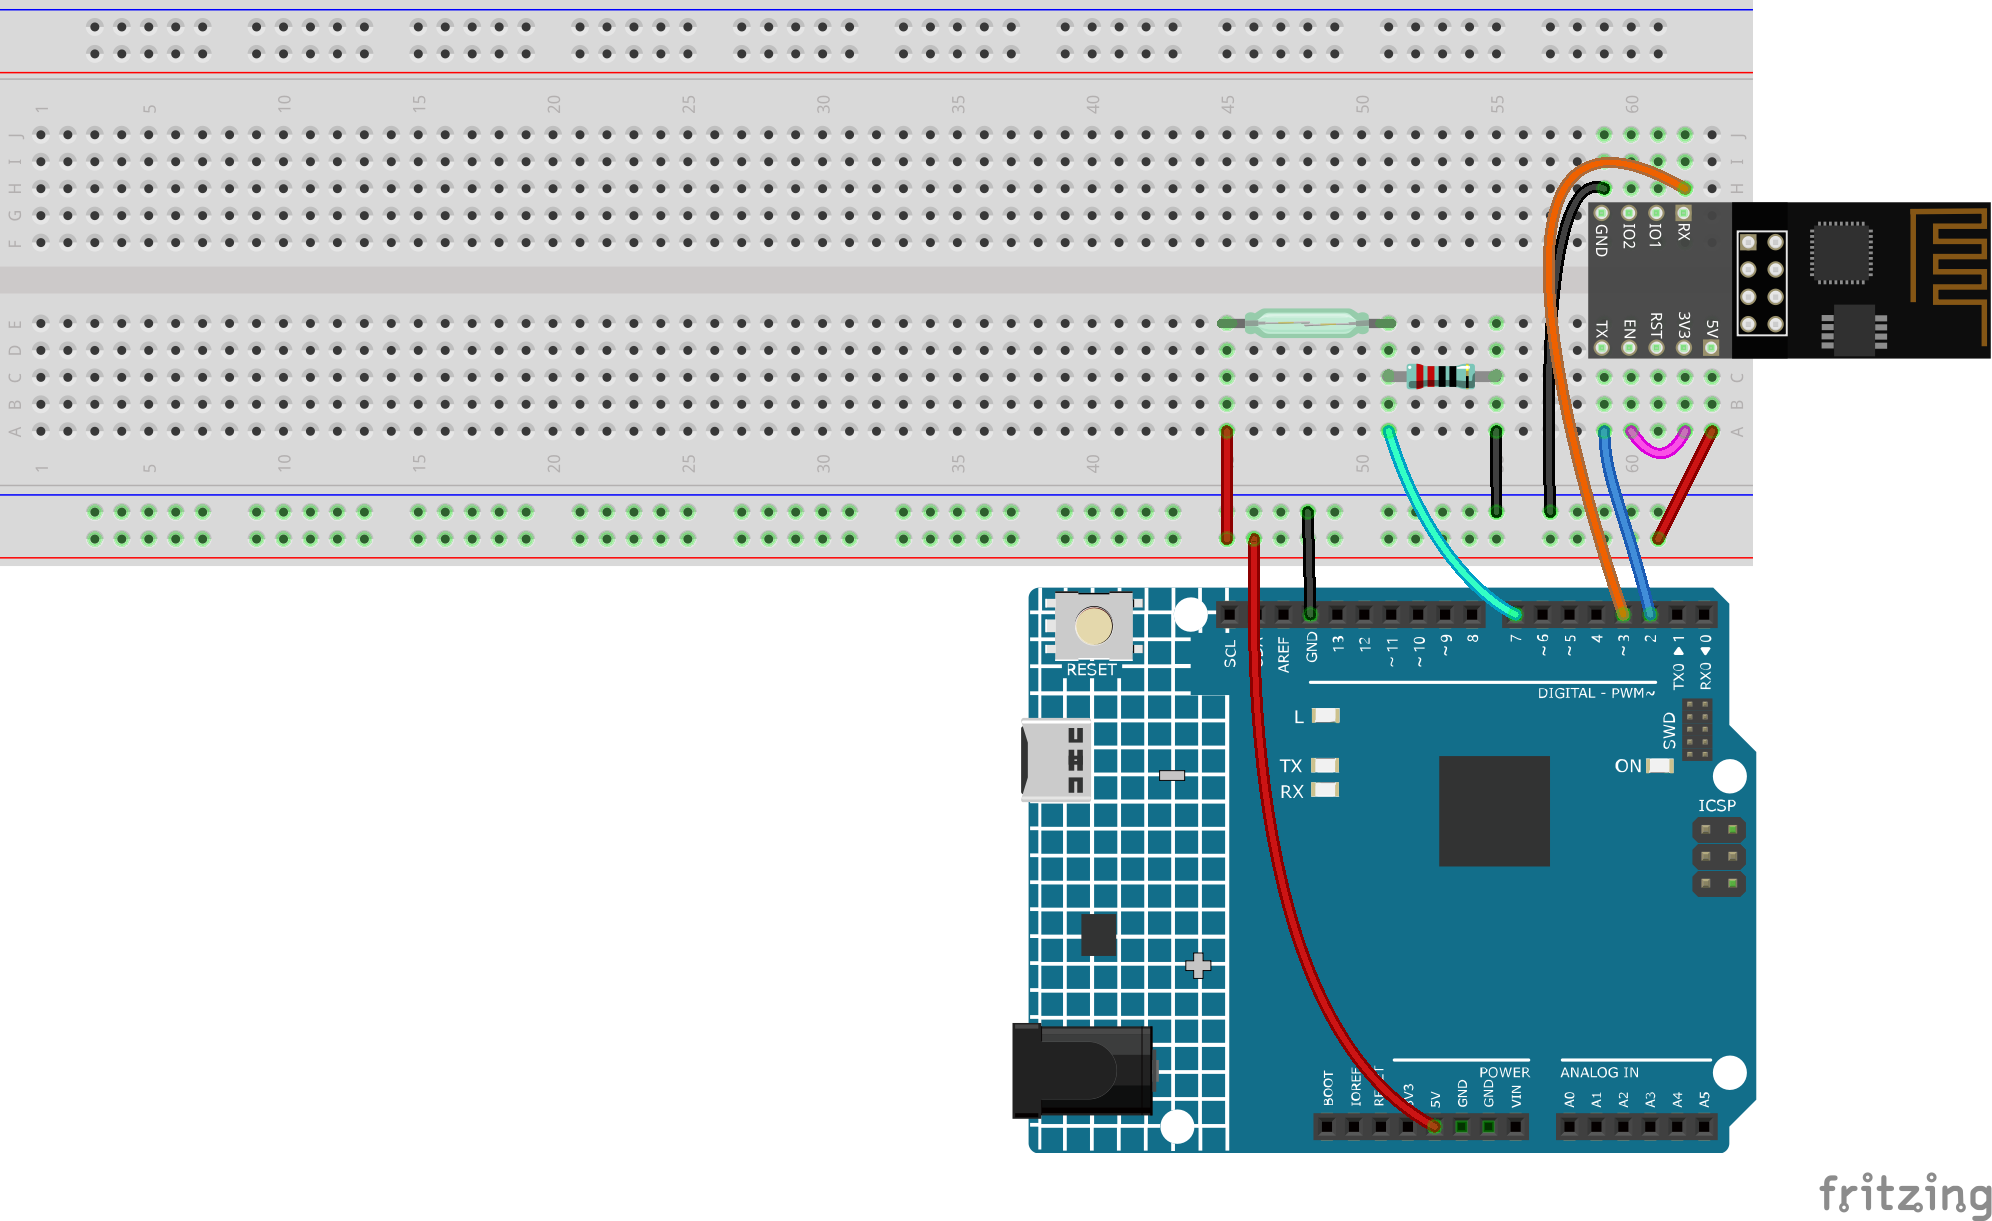 1 5 10 15 20 25 30 35 40 45 50 55 60
J J
I I
H H
G
F
GND IO2 IO1 RX
TX EN RST 3V3 5V
E
D
C C
B B
A A
1 5 10 15 20 25 30 35 40 50 60
SCL AREF GND 13 12 ~11 ~10 ~9 8 7 ~6 ~5 4 ~3 2 TX0 1 RX0 0
RESET
DIGITAL - PWM~
L
SWD
TX
ON
RX
ICSP
POWER
ANALOG IN
BOOT IOREF 5V GND GND VIN A0 A1 A2 A3 A4 A5
fritzing